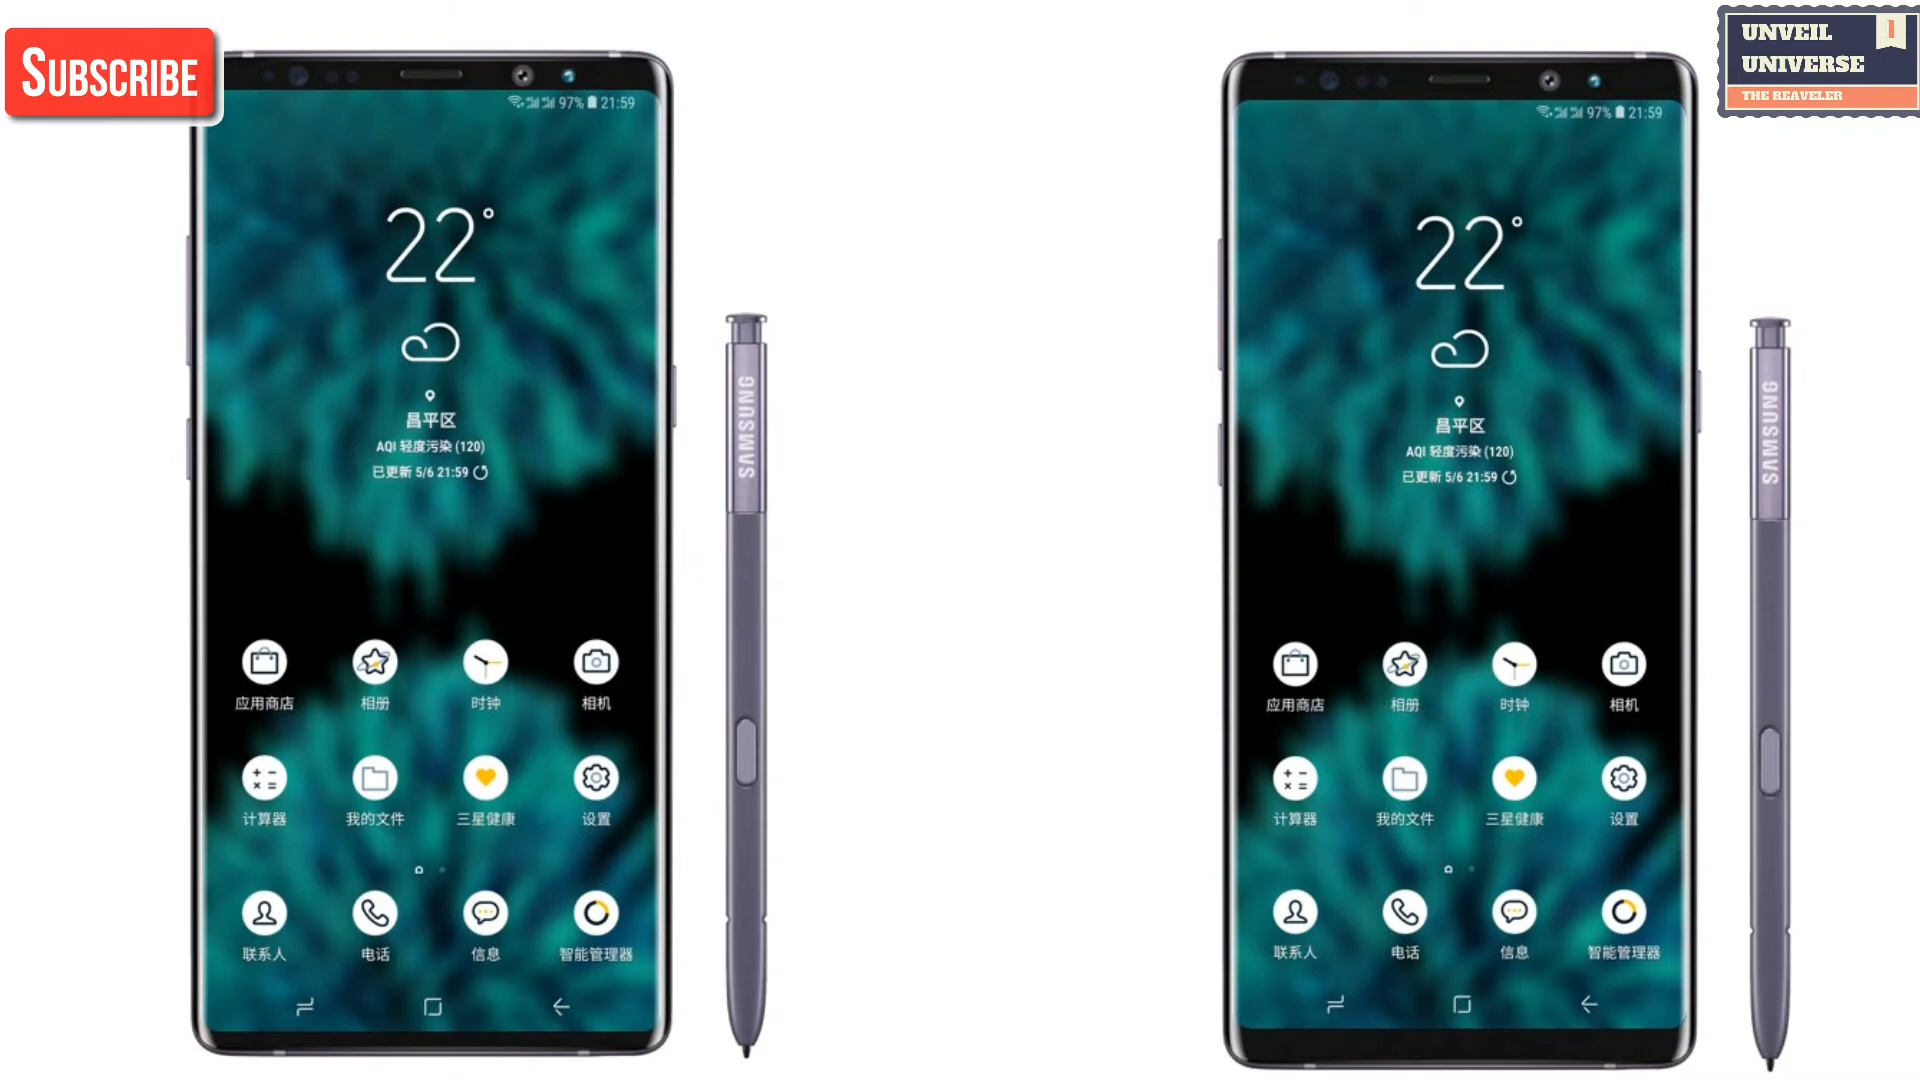 SUBSCRIBE
UNVEIL 1
UNIVERSE
THE REAVELER
97% 21:59
22°
昌平区
AQI 轻度污染 (120)
已更新 5/6 21:59
SAMSUNG
应用商店 相册 时钟 相机
计算器 我的文件 三星健康 设置
联系人 电话 信息 智能管理器
97% 21:59
22°
昌平区
AQI 轻度污染 (120)
已更新 5/6 21:59
SAMSUNG
应用商店 相册 时钟 相机
计算器 我的文件 三星健康 设置
联系人 电话 信息 智能管理器